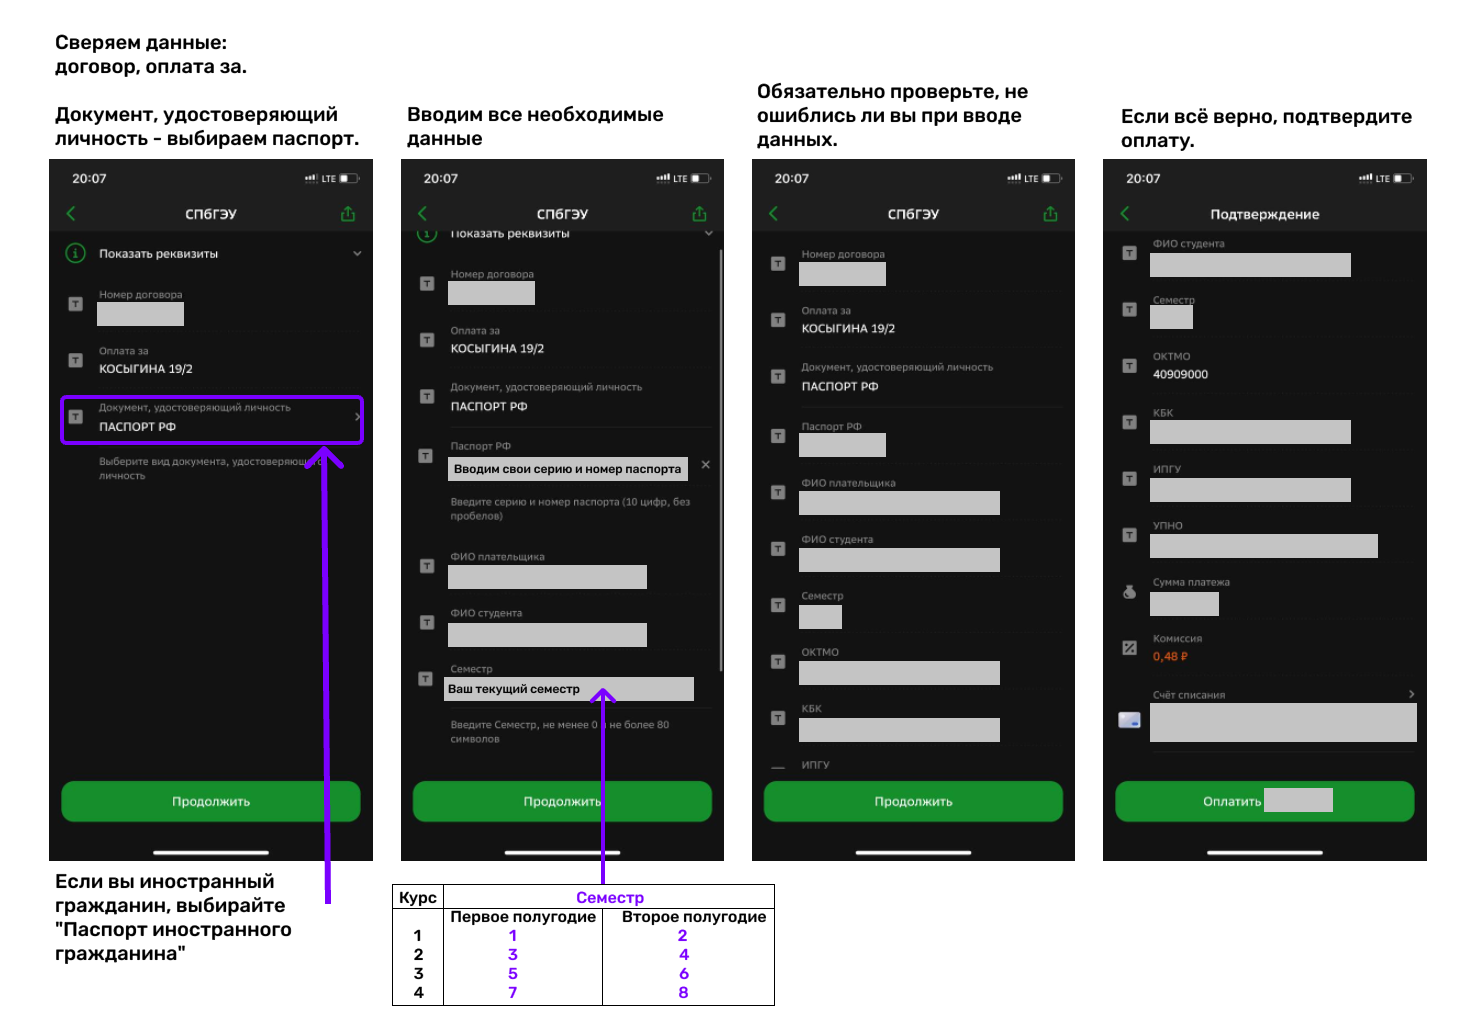 Сверяем данные:
договор, оплата за.
Документ, удостоверяющий
личность - выбираем паспорт.
20:07
LTE
СПбГЭУ
Показать реквизиты
Номер договора
Оплата за
КОСЫГИНА 19/2
Документ, удостоверяющий личность
ПАСПОРТ РФ
Выберите вид документа, удостоверяющего
личность
Продолжить
Если вы иностранный
гражданин, выбирайте
"Паспорт иностранного
гражданина"
Вводим все необходимые
данные
20:07
LTE
СПбГЭУ
Показать реквизиты
Номер договора
Оплата за
КОСЫГИНА 19/2
Документ, удостоверяющий личность
ПАСПОРТ РФ
Паспорт РФ
Вводим свои серию и номер паспорта
Введите серию и номер паспорта (10 цифр, без
пробелов)
ФИО плательщика
ФИО студента
Семестр
Ваш текущий семестр
Введите Семестр, не менее 0 и не более 80
символов
Продолжить
Курс Семестр
Первое полугодие Второе полугодие
1 1 2
2 3 4
3 5 6
4 7 8
Обязательно проверьте, не
ошиблись ли вы при вводе
данных.
20:07
LTE
СПбГЭУ
Номер договора
Оплата за
КОСЫГИНА 19/2
Документ, удостоверяющий личность
ПАСПОРТ РФ
Паспорт РФ
ФИО плательщика
ФИО студента
Семестр
ОКТМО
КБК
ИПГУ
Продолжить
Если всё верно, подтвердите
оплату.
20:07
LTE
Подтверждение
ФИО студента
Семестр
ОКТМО
40909000
КБК
ИПГУ
УПНО
Сумма платежа
Комиссия
0,48 ₽
Счёт списания
Оплатить